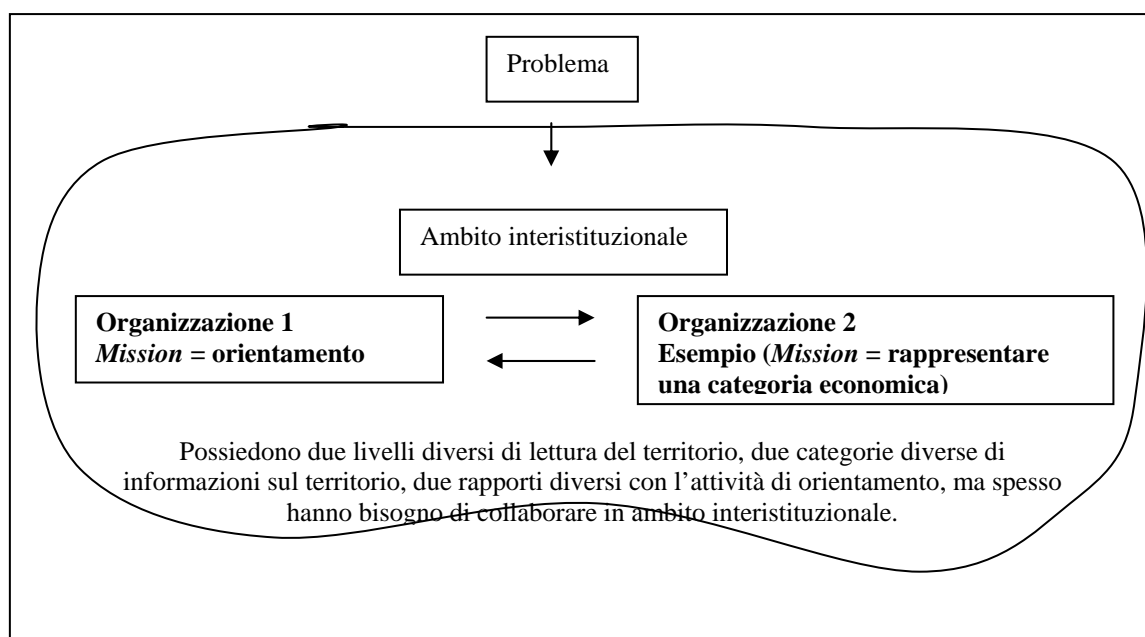 Problema
Ambito interistituzionale
Organizzazione 1
Mission = orientamento
Organizzazione 2
Esempio (Mission = rappresentare
una categoria economica)
Possiedono due livelli diversi di lettura del territorio, due categorie diverse di
informazioni sul territorio, due rapporti diversi con l’attività di orientamento, ma spesso
hanno bisogno di collaborare in ambito interistituzionale.